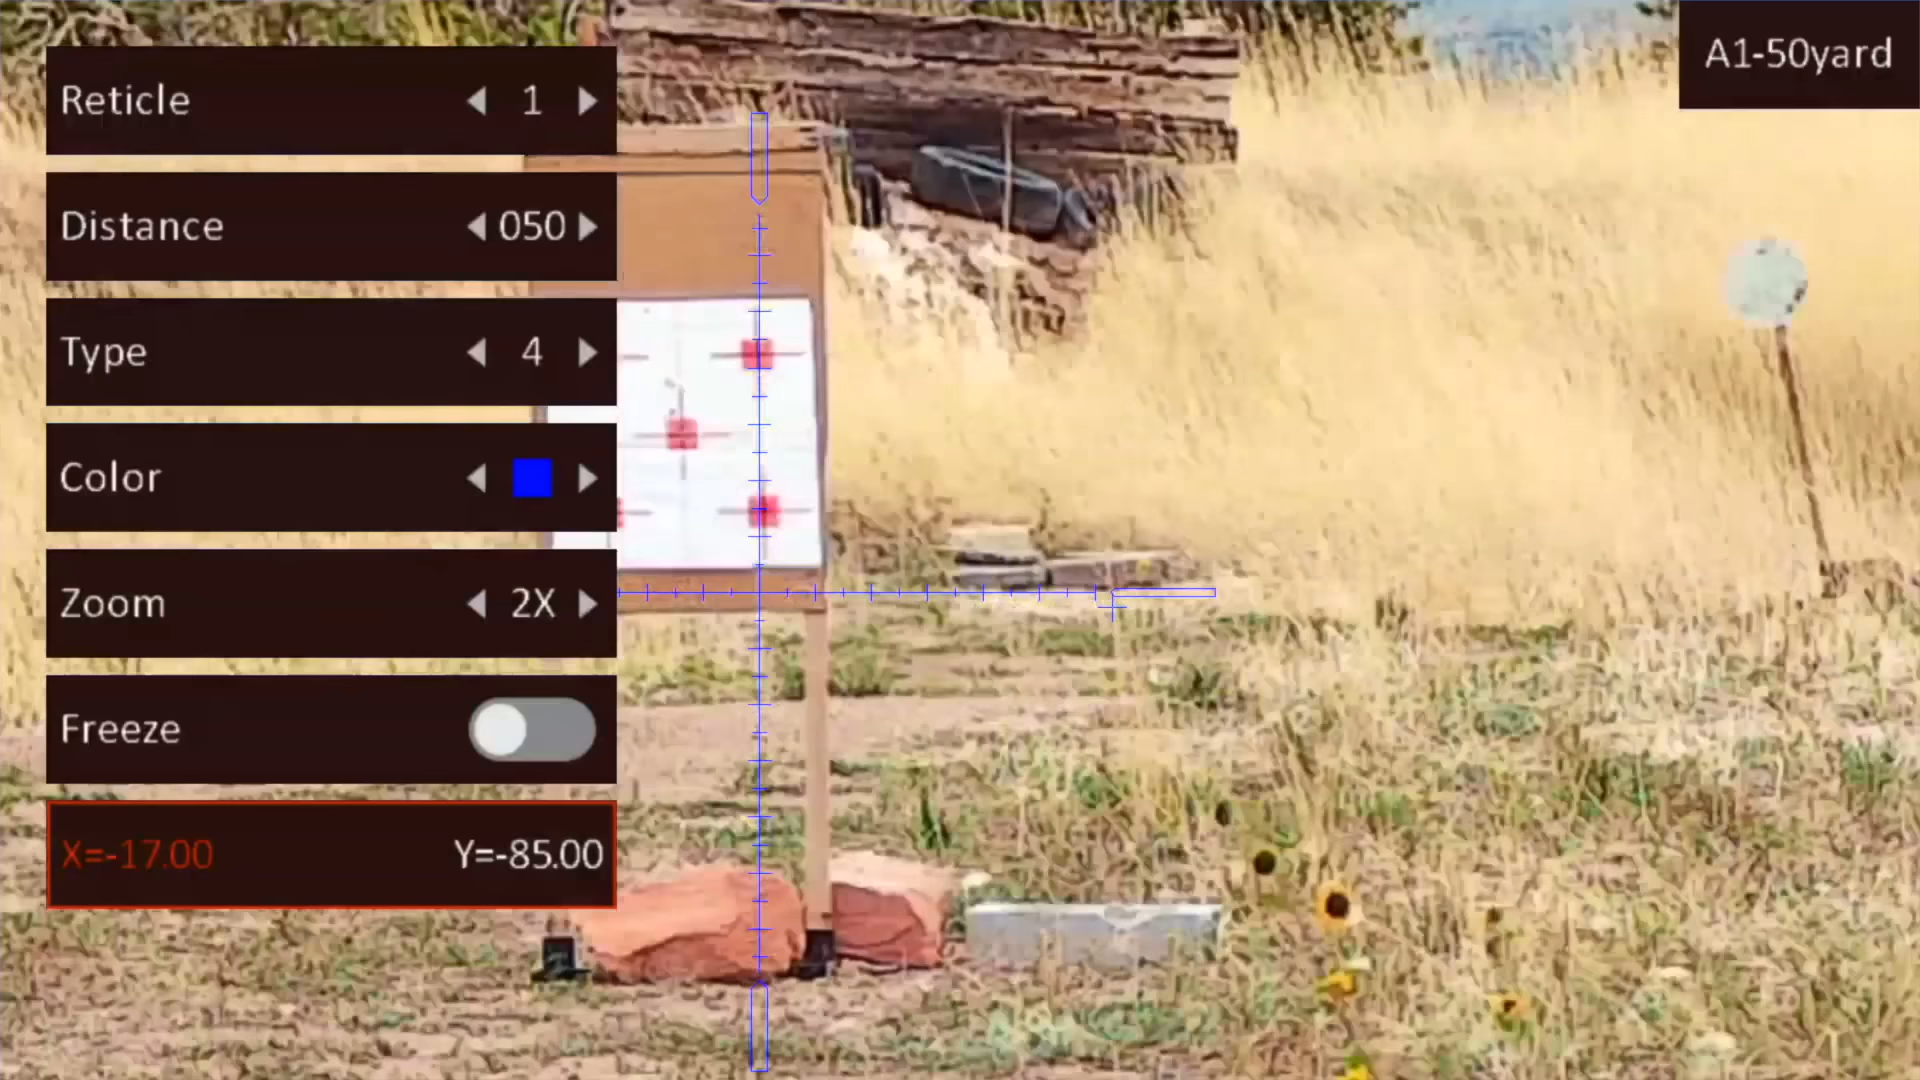 A1-50yard
Reticle 1
Distance 050
Type 4
Color
Zoom 2X
Freeze
X=-17.00 Y=-85.00